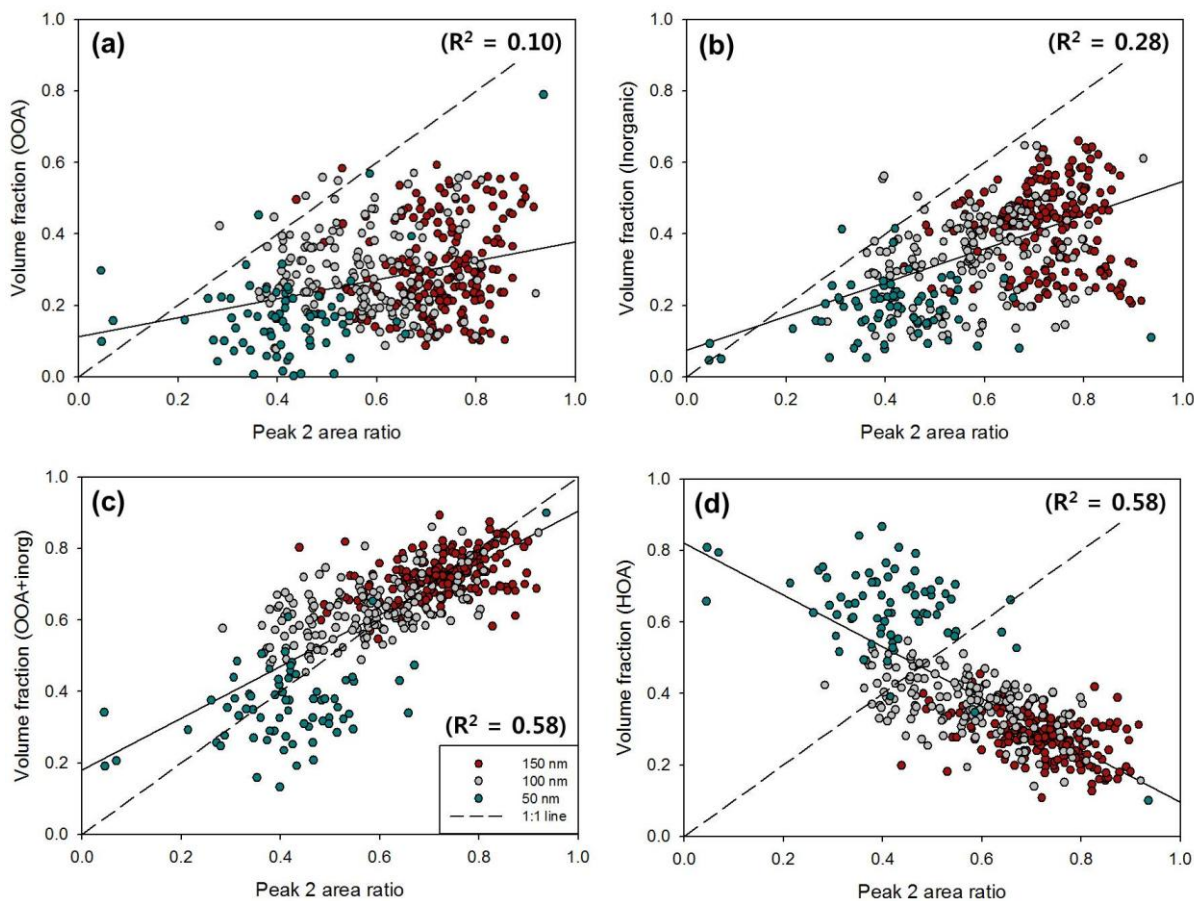 (a)
(R² = 0.10)
Volume fraction (OOA)
1.0
0.8
0.6
0.4
0.2
0.0
0.0 0.2 0.4 0.6 0.8 1.0
Peak 2 area ratio
(b)
(R² = 0.28)
Volume fraction (Inorganic)
1.0
0.8
0.6
0.4
0.2
0.0
0.0 0.2 0.4 0.6 0.8 1.0
Peak 2 area ratio
(c)
(R² = 0.58)
Volume fraction (OOA+inorg)
1.0
0.8
0.6
0.4
0.2
0.0
150 nm
100 nm
50 nm
1:1 line
0.0 0.2 0.4 0.6 0.8 1.0
Peak 2 area ratio
(d)
(R² = 0.58)
Volume fraction (HOA)
1.0
0.8
0.6
0.4
0.2
0.0
0.0 0.2 0.4 0.6 0.8 1.0
Peak 2 area ratio